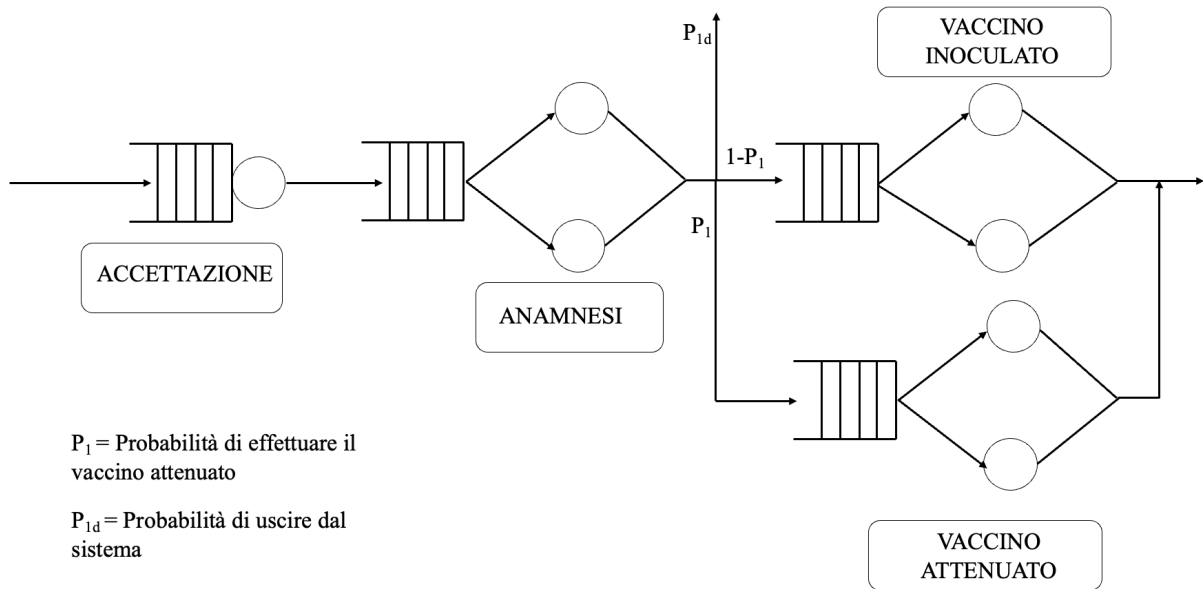 P1d
VACCINO
INOCULATO
1-P1
P1
ACCETTAZIONE
ANAMNESI
P1 = Probabilità di effettuare il
vaccino attenuato
P1d = Probabilità di uscire dal
sistema
VACCINO
ATTENUATO